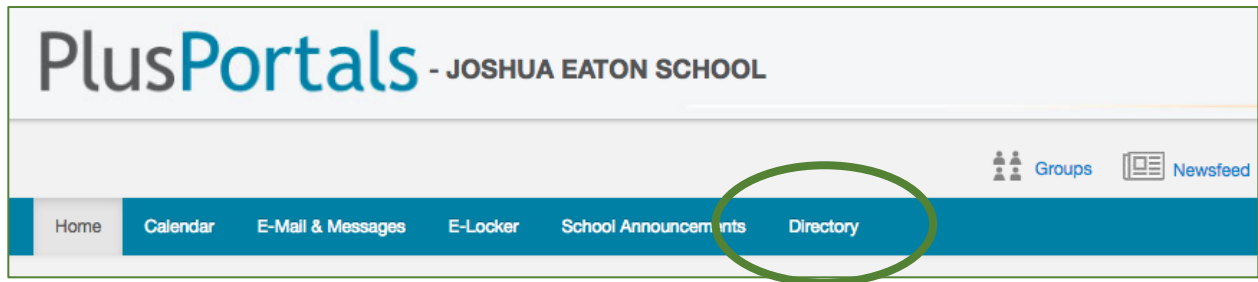 PlusPortals - JOSHUA EATON SCHOOL
Groups Newsfeed
Home Calendar E-Mail & Messages E-Locker School Announcements Directory